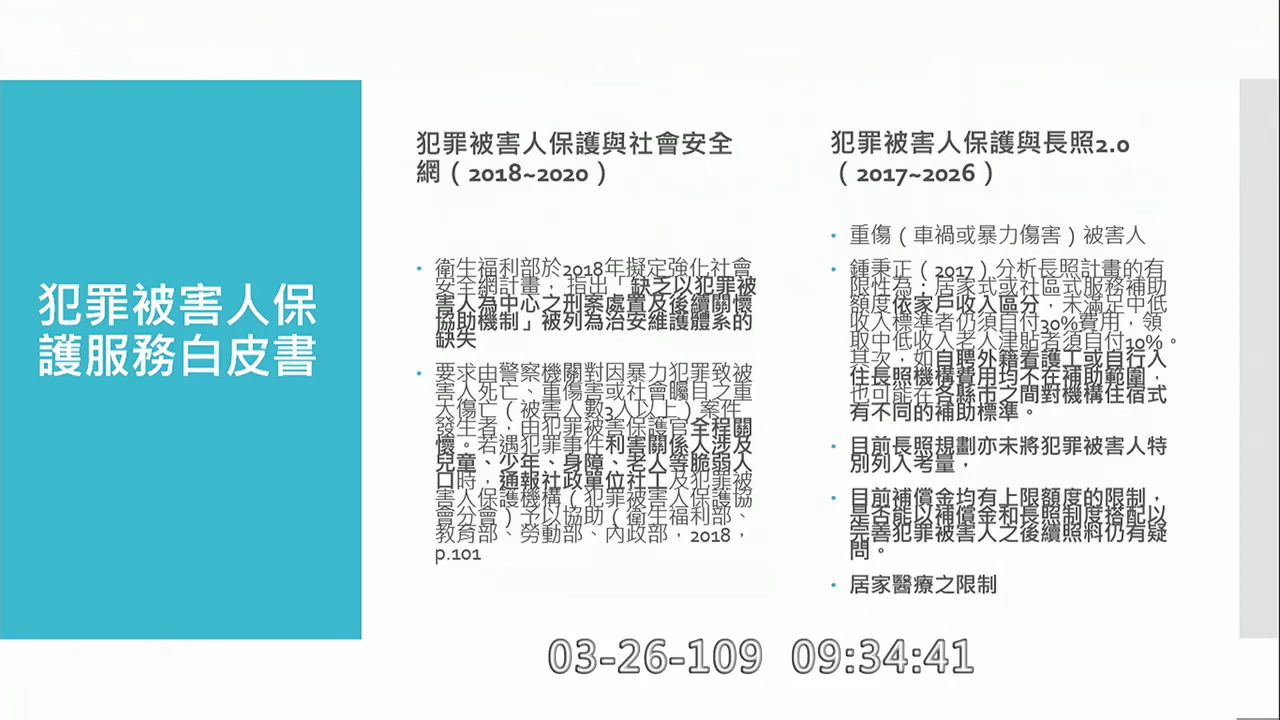 犯罪被害人保
護服務白皮書
犯罪被害人保護與社會安全
網（2018~2020）
衛生福利部於2018年擬定強化社會
安全網計畫，指出「缺乏以犯罪被
害人為中心之刑案處置及後續關懷
協助機制」被列為治安維護體系的
缺失
要求由警察機關對因暴力犯罪致被
害人死亡、重傷害或社會矚目之重
大傷亡（被害人數3人以上）案件
發生者，由犯罪被害保護官全程關
懷。若遇犯罪事件利害關係人涉及
兒童、少年、身障、老人等脆弱人
口時，通報社政單位社工及犯罪被
害人保護機構（犯罪被害人保護協
會分會）予以協助（衛生福利部、
教育部、勞動部、內政部，2018，
p.101
犯罪被害人保護與長照2.0
（2017~2026）
重傷（車禍或暴力傷害）被害人
鍾秉正（2017）分析長照計畫的有
限性為：居家式或社區式服務補助
額度依家戶收入區分，未滿足中低
收入標準者仍須自付30%費用，領
取中低收入老人津貼者須自付10%。
其次，如自聘外籍看護工或自行入
住長照機構費用均不在補助範圍，
也可能在各縣市之間對機構住宿式
有不同的補助標準。
目前長照規劃亦未將犯罪被害人特
別列入考量，
目前補償金均有上限額度的限制，
是否能以補償金和長照制度搭配以
完善犯罪被害人之後續照料仍有疑
問。
居家醫療之限制
03-26-109 09:34:41